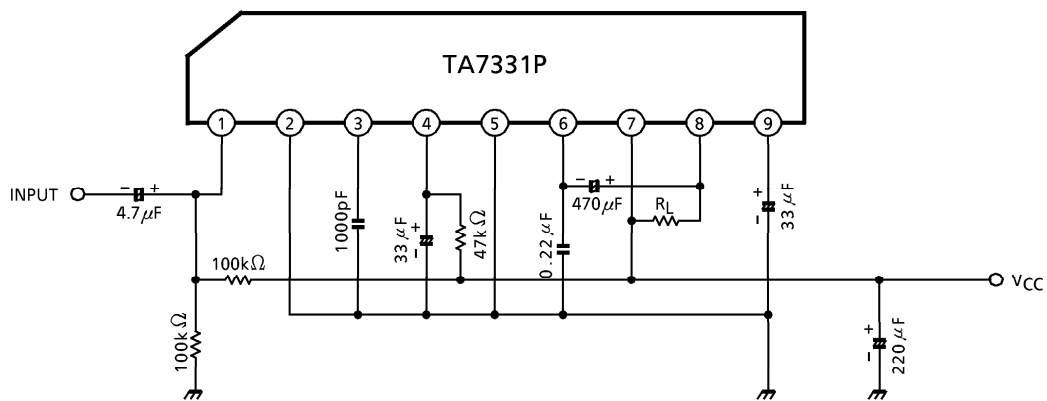 TA7331P
1 2 3 4 5 6 7 8 9
INPUT
− +
4.7μF
1000pF
33μF
+
−
47kΩ
− +
470μF
RL
0.22μF
+
−
33μF
100kΩ
VCC
100kΩ
+
−
220μF